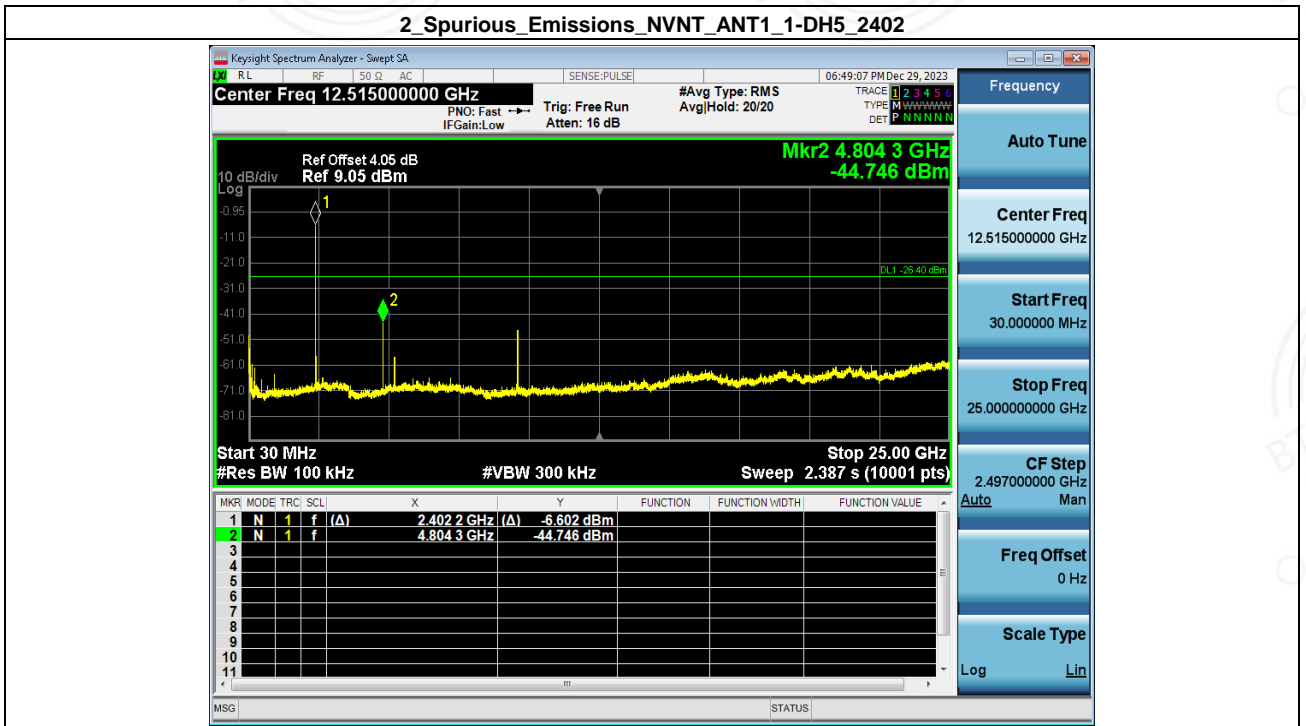 2_Spurious_Emissions_NVNT_ANT1_1-DH5_2402
Keysight Spectrum Analyzer - Swept SA
LXI RL RF 50 Ω AC SENSE:PULSE 06:49:07 PM Dec 29, 2023
Center Freq 12.515000000 GHz
PNO: Fast
IFGain:Low
Trig: Free Run
Atten: 16 dB
#Avg Type: RMS
Avg|Hold: 20/20
TRACE 1 2 3 4 5 6
TYPE M WWWWW
DET P N N N N N
Mkr2 4.804 3 GHz
-44.746 dBm
Ref Offset 4.05 dB
10 dB/div Ref 9.05 dBm
Log
-0.95
-11.0
-21.0
-31.0
-41.0
-51.0
-61.0
-71.0
-81.0
1
2
DL1 -26.40 dBm
Start 30 MHz Stop 25.00 GHz
#Res BW 100 kHz #VBW 300 kHz Sweep 2.387 s (10001 pts)
MKR MODE TRC SCL X Y FUNCTION FUNCTION WIDTH FUNCTION VALUE
1 N 1 f (Δ) 2.402 2 GHz (Δ) -6.602 dBm
2 N 1 f 4.804 3 GHz -44.746 dBm
3
4
5
6
7
8
9
10
11
MSG STATUS
Frequency
Auto Tune
Center Freq
12.515000000 GHz
Start Freq
30.000000 MHz
Stop Freq
25.000000000 GHz
CF Step
2.497000000 GHz
Auto Man
Freq Offset
0 Hz
Scale Type
Log Lin